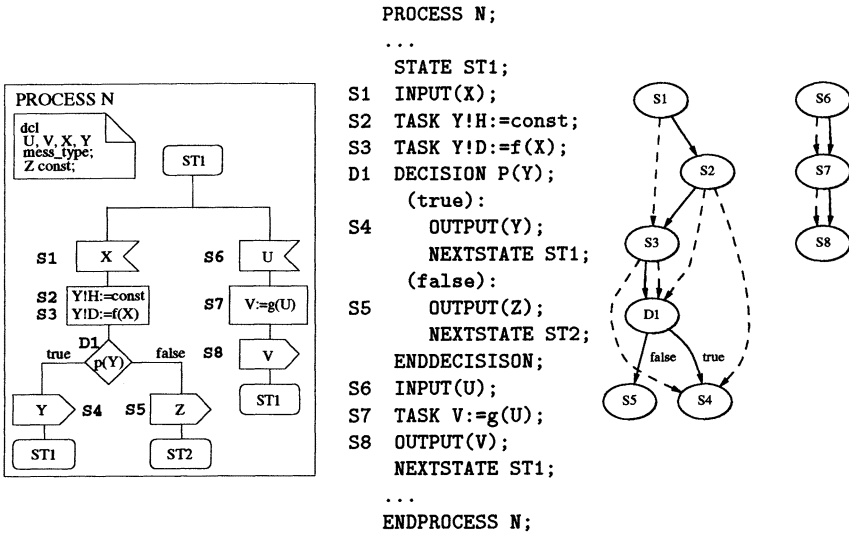 PROCESS N
dcl
U, V, X, Y
mess_type;
Z const;
ST1
S1 X
S6 U
S2 Y!H:=const
S3 Y!D:=f(X)
S7 V:=g(U)
D1
true p(Y) false
S8 V
Y S4
S5 Z
ST1
ST1
ST2
PROCESS N;
...
STATE ST1;
S1 INPUT(X);
S2 TASK Y!H:=const;
S3 TASK Y!D:=f(X);
D1 DECISION P(Y);
(true):
S4 OUTPUT(Y);
NEXTSTATE ST1;
(false):
S5 OUTPUT(Z);
NEXTSTATE ST2;
ENDDECISISON;
S6 INPUT(U);
S7 TASK V:=g(U);
S8 OUTPUT(V);
NEXTSTATE ST1;
...
ENDPROCESS N;
S1
S2
S3
D1
false true
S5 S4
S6
S7
S8